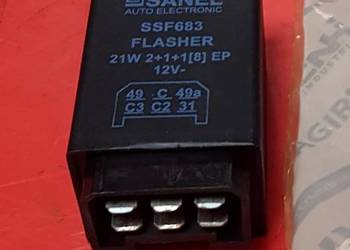 SANEL
AUTO ELECTRONIC
SSF683
FLASHER
21W 2+1+1[8] EP
12V-
49 C 49a
C3 C2 31